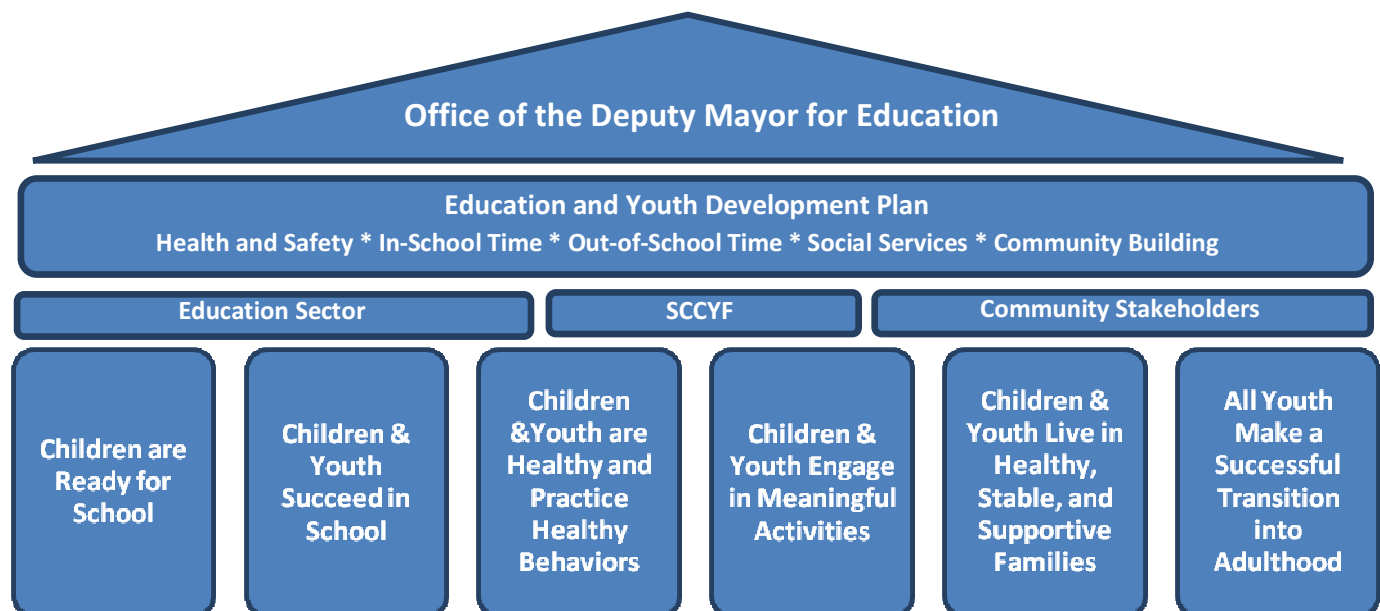 Office of the Deputy Mayor for Education
Education and Youth Development Plan
Health and Safety * In-School Time * Out-of-School Time * Social Services * Community Building
Education Sector
SCCYF
Community Stakeholders
Children are
Ready for
School
Children &
Youth
Succeed in
School
Children
&Youth are
Healthy and
Practice
Healthy
Behaviors
Children &
Youth Engage
in Meaningful
Activities
Children &
Youth Live in
Healthy,
Stable, and
Supportive
Families
All Youth
Make a
Successful
Transition
into
Adulthood